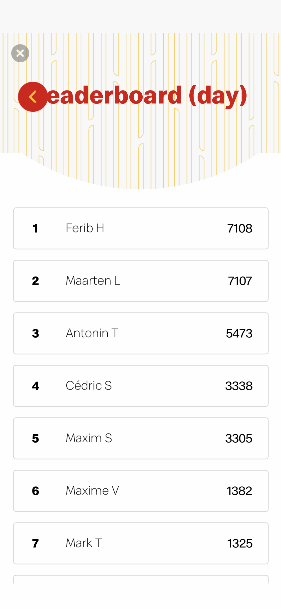 eaderboard (day)
1 Ferib H 7108
2 Maarten L 7107
3 Antonin T 5473
4 Cédric S 3338
5 Maxim S 3305
6 Maxime V 1382
7 Mark T 1325